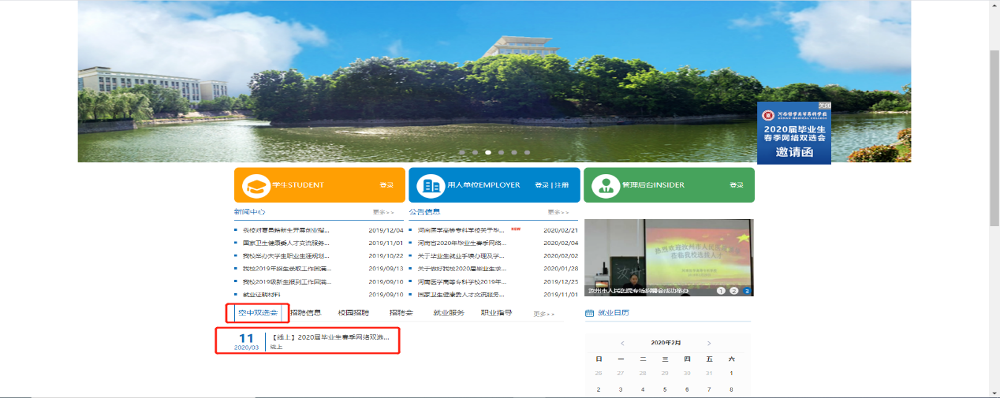 关闭
河南医学高等专科学校
HENAN MEDICAL COLLEGE
2020届毕业生
春季网络双选会
邀请函
学生STUDENT 登录
用人单位EMPLOYER 登录 | 注册
管理后台INSIDER 登录
新闻中心 更多>>
我校对夏邑籍新生开展创业指... 2019/12/04
国家卫生健康委人才交流服务... 2019/11/01
我校举办大学生职业生涯规划... 2019/10/22
我校2019年招生录取工作圆满... 2019/09/13
我校2019级新生报到工作圆满... 2019/09/10
就业证明材料 2019/09/10
公告信息 更多>>
河南医学高等专科学校关于毕... 2020/02/21
河南省2020年毕业生春季网络... 2020/02/04
关于毕业生就业手续办理及学... 2020/02/02
关于做好我校2020届毕业生求... 2020/01/28
河南医学高等专科学校2019年... 2019/12/25
国家卫生健康委人才交流服务... 2019/11/01
热烈欢迎汝州市人民医院
莅临我校选拔人才
汝州市人民医院专场招聘会成功举办 1 2 3
空中双选会 招聘信息 校园招聘 招聘会 就业服务 职业指导 更多>>
11 【线上】2020届毕业生春季网络双选...
2020/03 线上
就业日历
< 2020年2月 >
日 一 二 三 四 五 六
26 27 28 29 30 31 1
2 3 4 5 6 7 8